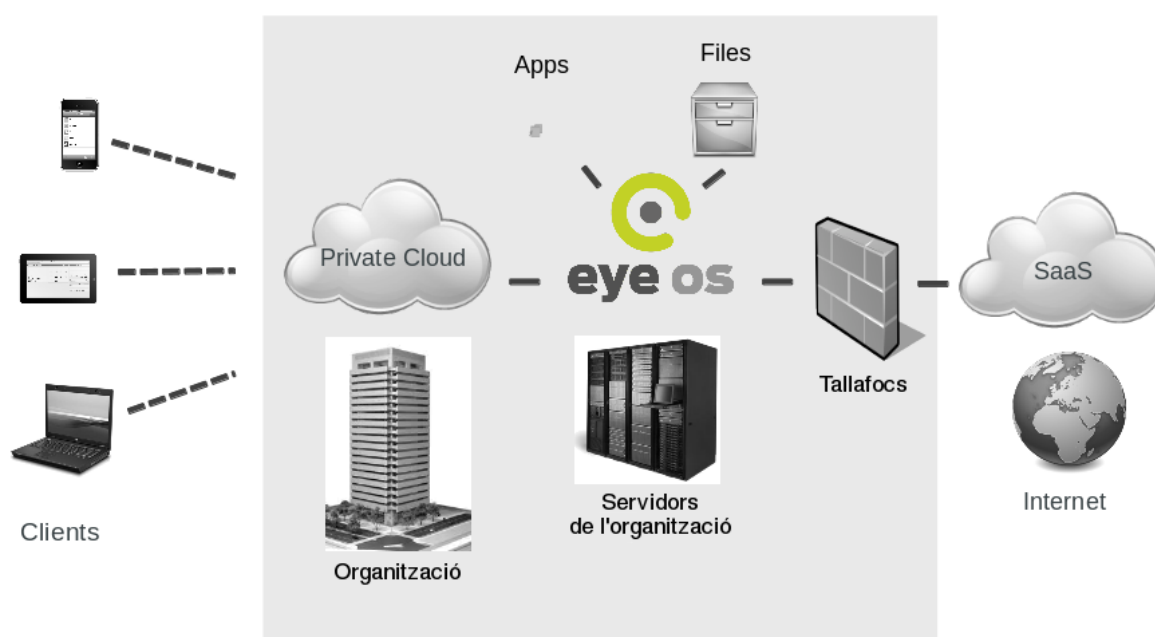 Apps
Files
Private Cloud
eye os
SaaS
Tallafocs
Clients
Organització
Servidors
de l'organització
Internet